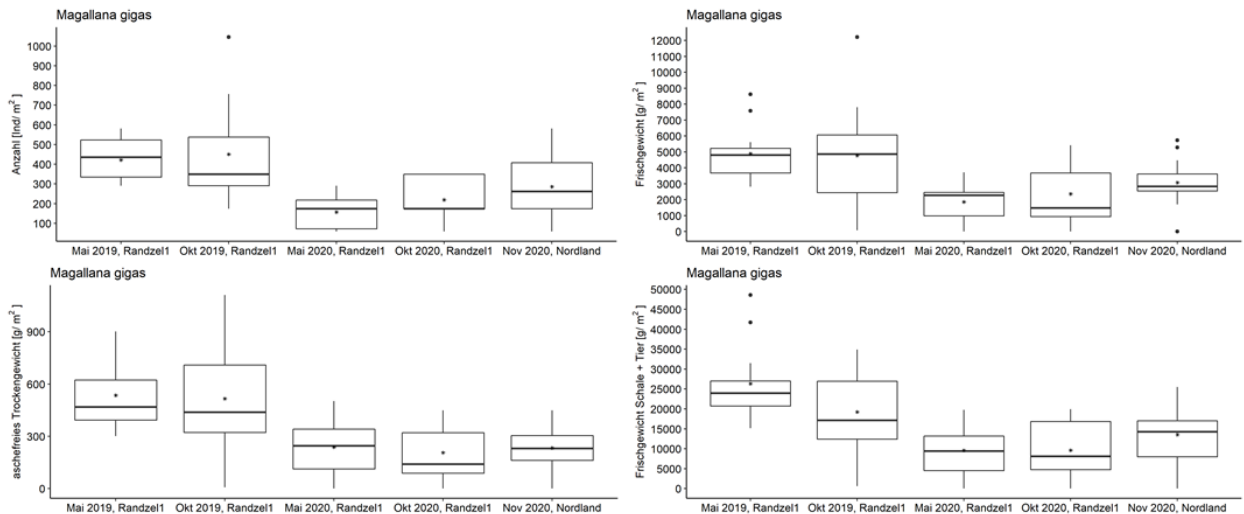 Magallana gigas
Anzahl [Ind/ m²]
1000
900
800
700
600
500
400
300
200
100
Mai 2019, Randzel1
Okt 2019, Randzel1
Mai 2020, Randzel1
Okt 2020, Randzel1
Nov 2020, Nordland
Magallana gigas
Frischgewicht [g/ m²]
12000
11000
10000
9000
8000
7000
6000
5000
4000
3000
2000
1000
0
Mai 2019, Randzel1
Okt 2019, Randzel1
Mai 2020, Randzel1
Okt 2020, Randzel1
Nov 2020, Nordland
Magallana gigas
aschefreies Trockengewicht [g/ m²]
900
600
300
0
Mai 2019, Randzel1
Okt 2019, Randzel1
Mai 2020, Randzel1
Okt 2020, Randzel1
Nov 2020, Nordland
Magallana gigas
Frischgewicht Schale + Tier [g/ m²]
50000
45000
40000
35000
30000
25000
20000
15000
10000
5000
0
Mai 2019, Randzel1
Okt 2019, Randzel1
Mai 2020, Randzel1
Okt 2020, Randzel1
Nov 2020, Nordland